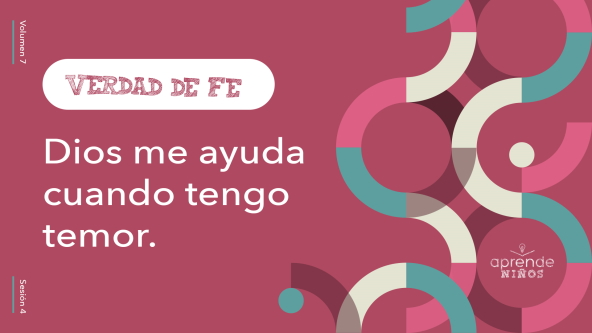 Volumen 7
VERDAD DE FE
Dios me ayuda
cuando tengo
temor.
Sesión 4
aprende
NIÑOS